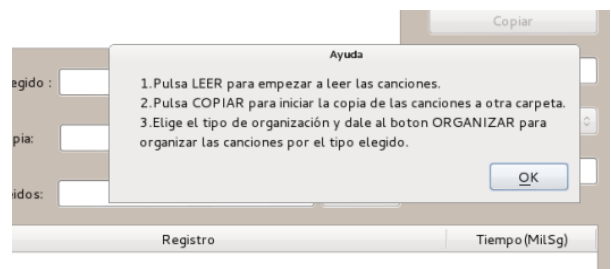 Copiar
Ayuda
egido :
1.Pulsa LEER para empezar a leer las canciones.
2.Pulsa COPIAR para iniciar la copia de las canciones a otra carpeta.
3.Elige el tipo de organización y dale al boton ORGANIZAR para
organizar las canciones por el tipo elegido.
pia:
OK
eidos:
Registro Tiempo(MilSg)